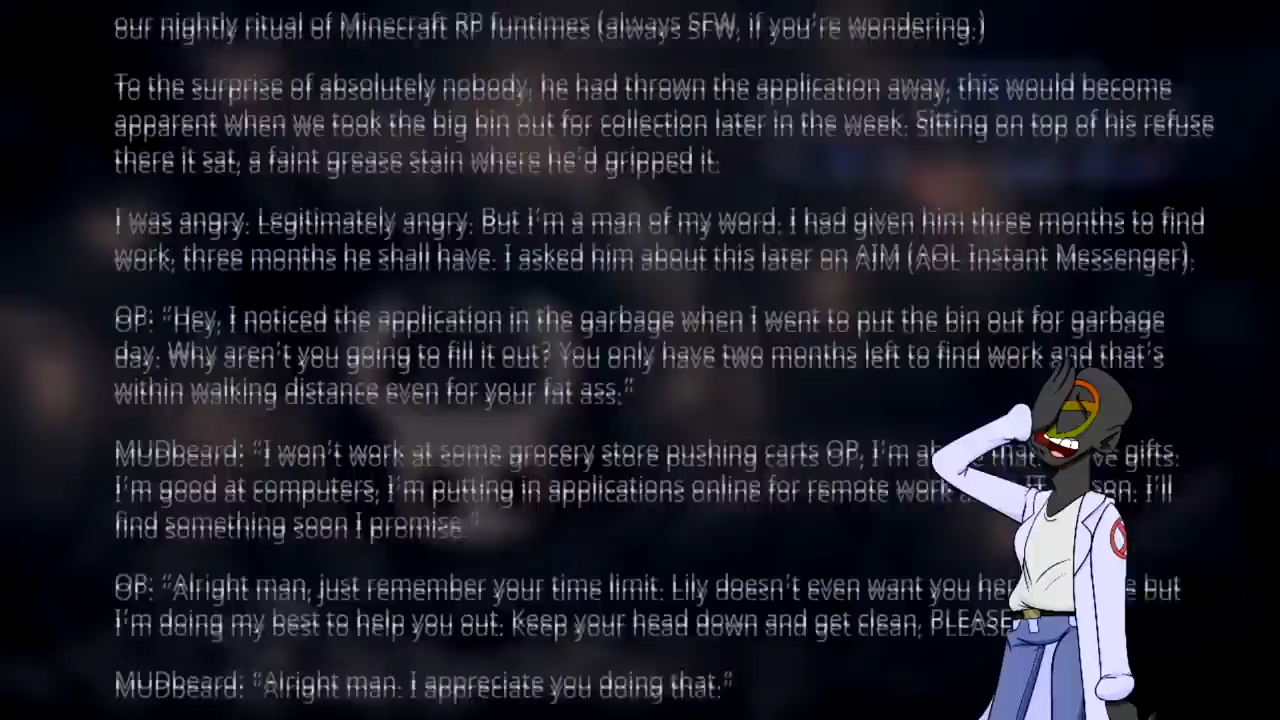 our nightly ritual of Minecraft RP funtimes (always SFW, if you're wondering.)
To the surprise of absolutely nobody, he had thrown the application away, this would become
apparent when we took the big bin out for collection later in the week. Sitting on top of his refuse
there it sat, a faint grease stain where he'd gripped it.
I was angry. Legitimately angry. But I'm a man of my word. I had given him three months to find
work, three months he shall have. I asked him about this later on AIM (AOL Instant Messenger).
OP: "Hey, I noticed the application in the garbage when I went to put the bin out for garbage
day. Why aren't you going to fill it out? You only have two months left to find work and that's
within walking distance even for your fat ass."
MUDbeard: "I won't work at some grocery store pushing carts OP, I'm that gifts.
I'm good at computers, I'm putting in applications online for remote work I'll
find something soon I promise."
OP: "Alright man, just remember your time limit. Lily doesn't even want you but
I'm doing my best to help you out. Keep your head down and get clean, PLEASE
MUDbeard: "Alright man. I appreciate you doing that."